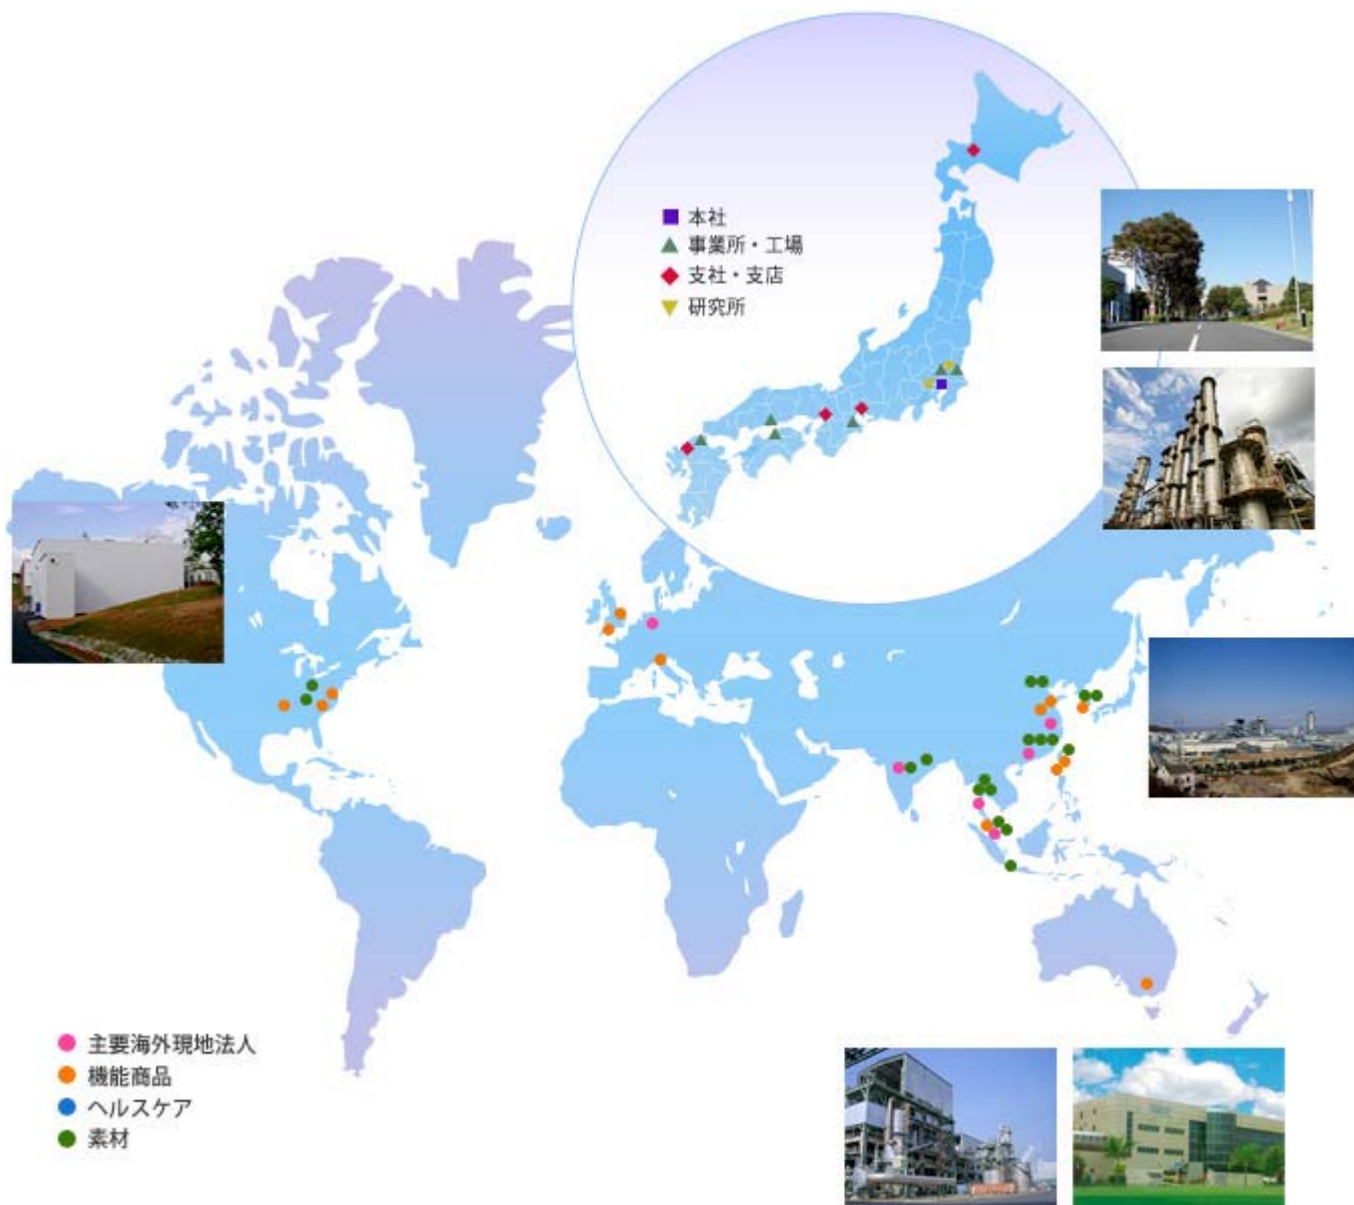 本社
事業所・工場
支社・支店
研究所
主要海外現地法人
機能商品
ヘルスケア
素材